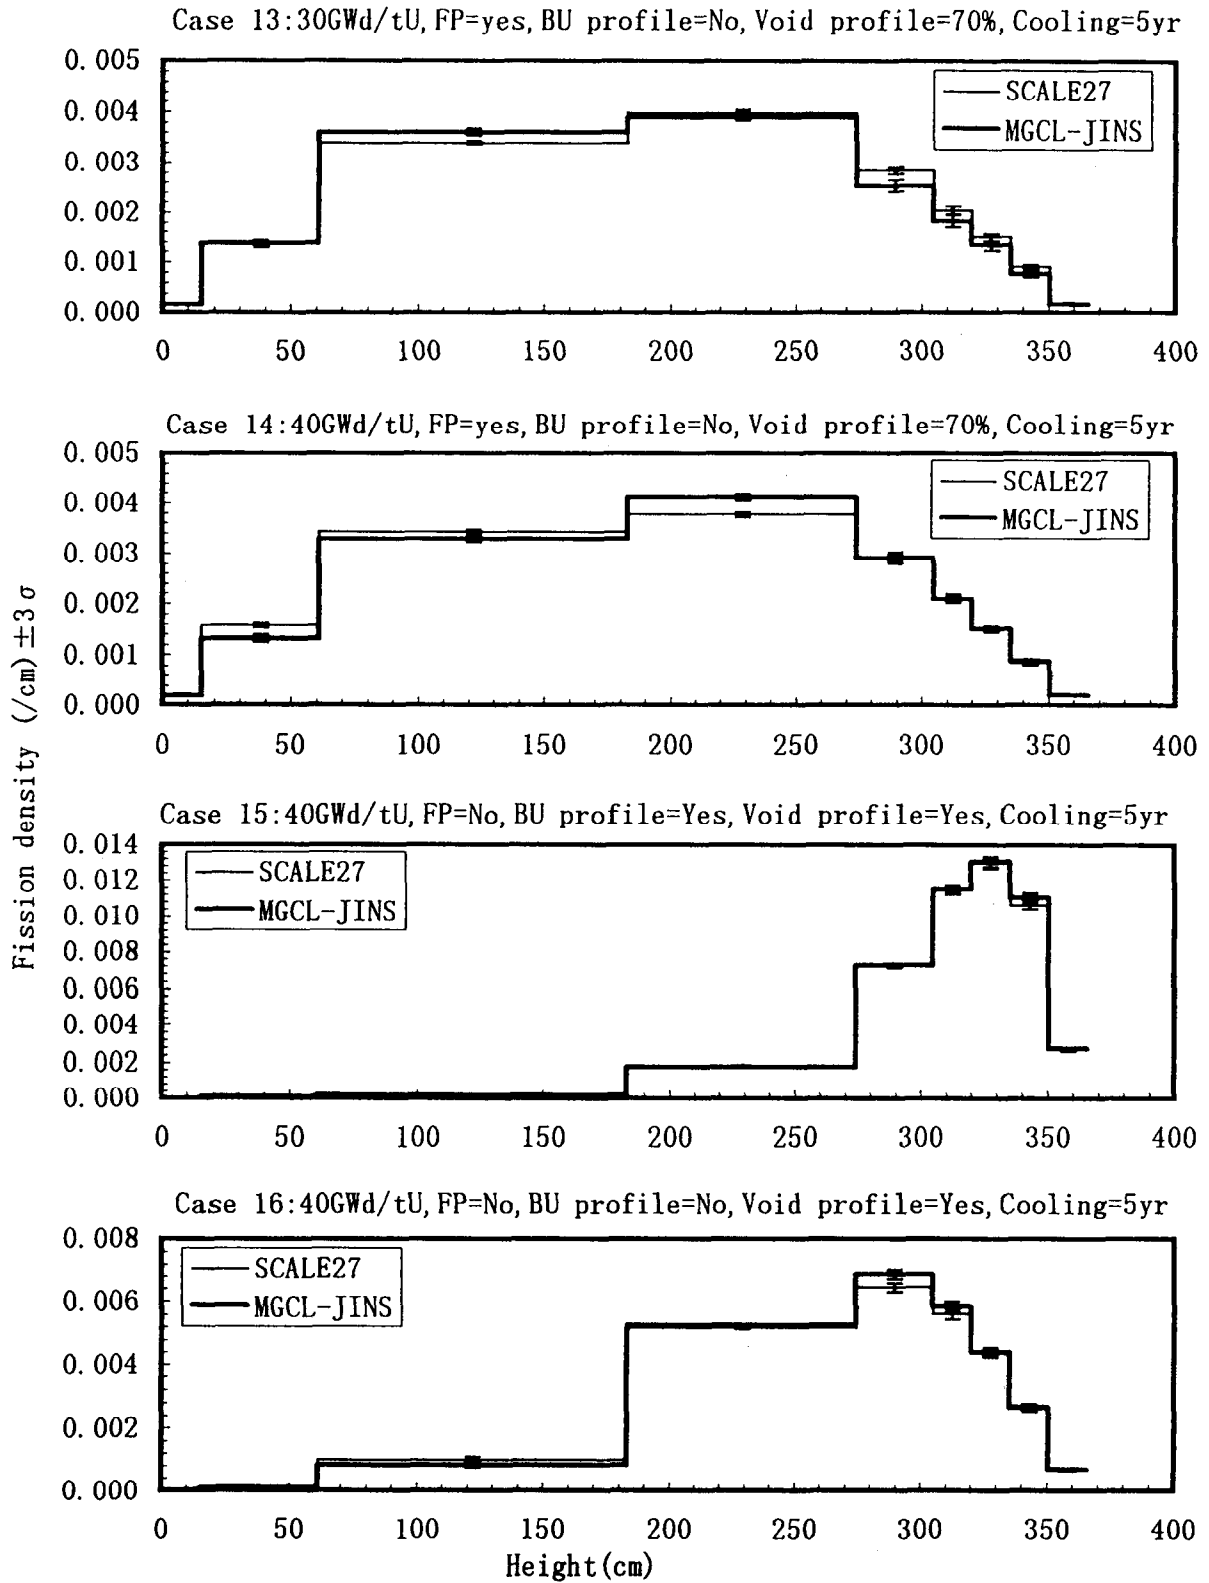 Case 13:30GWd/tU, FP=yes, BU profile=No, Void profile=70%, Cooling=5yr
0.005
0.004
0.003
0.002
0.001
0.000
SCALE27
MGCL-JINS
0 50 100 150 200 250 300 350 400
Case 14:40GWd/tU, FP=yes, BU profile=No, Void profile=70%, Cooling=5yr
0.005
0.004
0.003
0.002
0.001
0.000
SCALE27
MGCL-JINS
0 50 100 150 200 250 300 350 400
Fission density (/cm)±3σ
Case 15:40GWd/tU, FP=No, BU profile=Yes, Void profile=Yes, Cooling=5yr
0.014
0.012
0.010
0.008
0.006
0.004
0.002
0.000
SCALE27
MGCL-JINS
0 50 100 150 200 250 300 350 400
Case 16:40GWd/tU, FP=No, BU profile=No, Void profile=Yes, Cooling=5yr
0.008
0.006
0.004
0.002
0.000
SCALE27
MGCL-JINS
0 50 100 150 200 250 300 350 400
Height(cm)